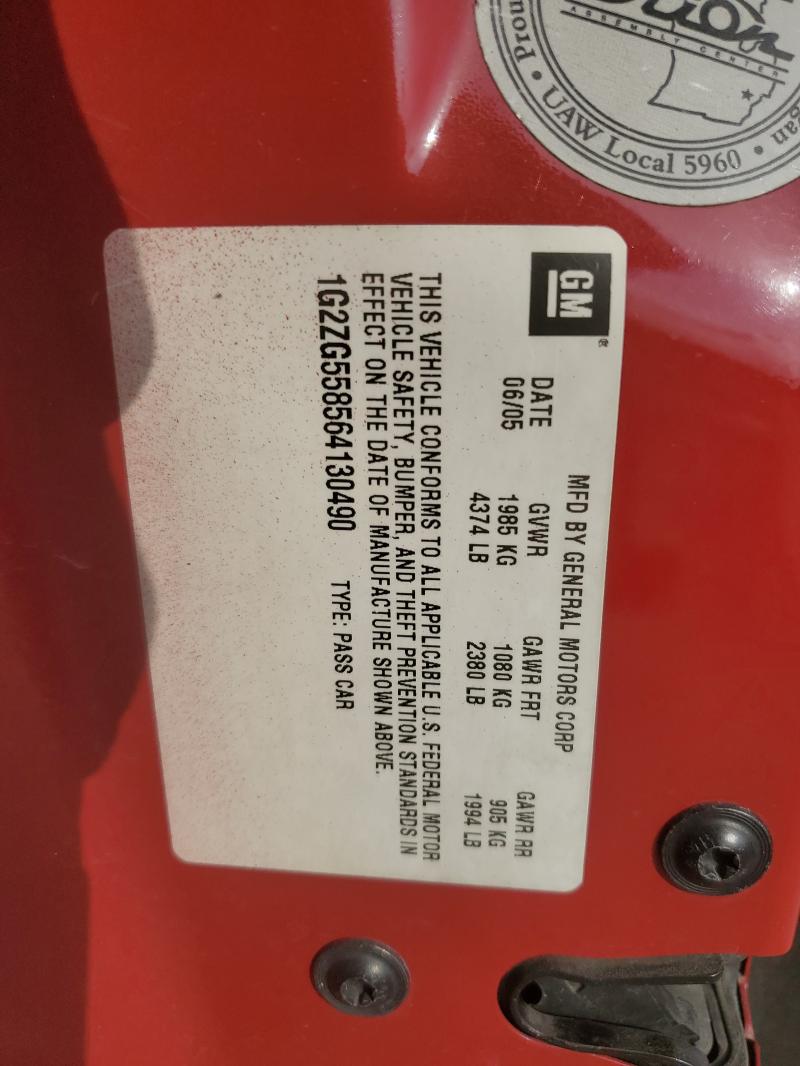 GM®
MFD BY GENERAL MOTORS CORP
DATE GVWR GAWR FRT GAWR RR
06/05 1985 KG 1080 KG 905 KG
4374 LB 2380 LB 1994 LB
THIS VEHICLE CONFORMS TO ALL APPLICABLE U.S. FEDERAL MOTOR
VEHICLE SAFETY, BUMPER, AND THEFT PREVENTION STANDARDS IN
EFFECT ON THE DATE OF MANUFACTURE SHOWN ABOVE.
1G2ZG558564130490 TYPE: PASS CAR
ASSEMBLY CENTER
• UAW Local 5960 •